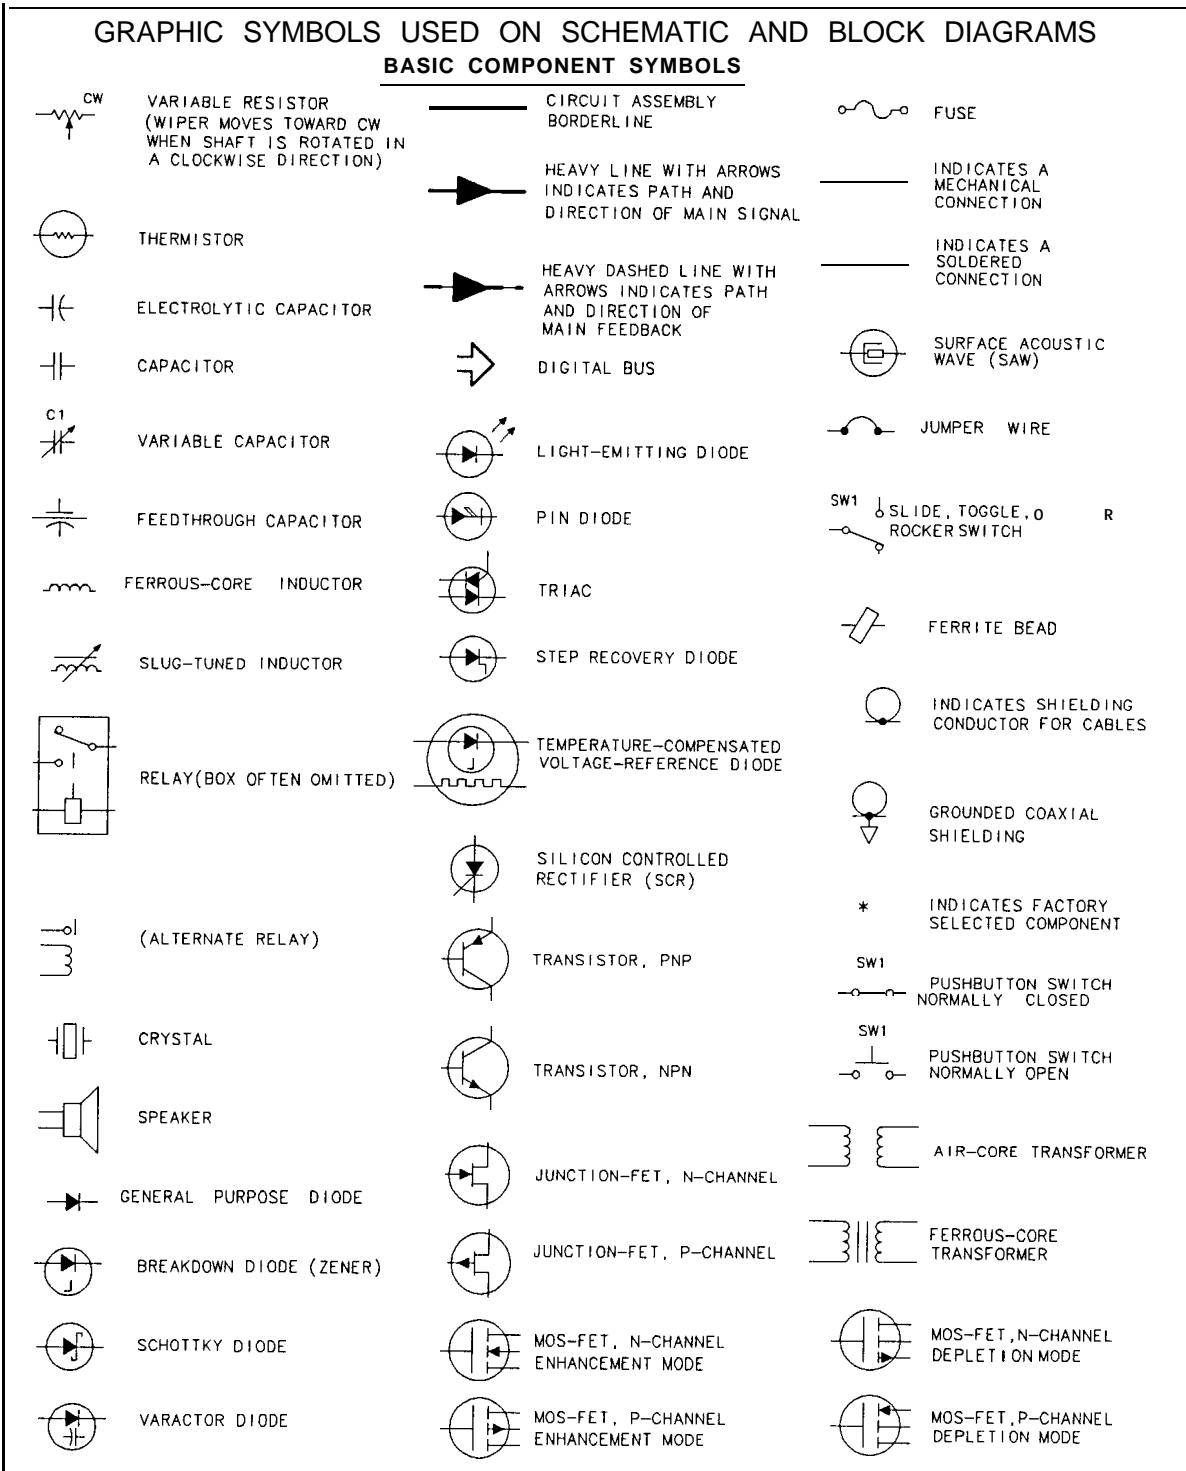 GRAPHIC SYMBOLS USED ON SCHEMATIC AND BLOCK DIAGRAMS
BASIC COMPONENT SYMBOLS
CW
VARIABLE RESISTOR
(WIPER MOVES TOWARD CW
WHEN SHAFT IS ROTATED IN
A CLOCKWISE DIRECTION)
THERMISTOR
ELECTROLYTIC CAPACITOR
CAPACITOR
C1
VARIABLE CAPACITOR
FEEDTHROUGH CAPACITOR
FERROUS-CORE INDUCTOR
SLUG-TUNED INDUCTOR
RELAY(BOX OFTEN OMITTED)
(ALTERNATE RELAY)
CRYSTAL
SPEAKER
GENERAL PURPOSE DIODE
BREAKDOWN DIODE (ZENER)
SCHOTTKY DIODE
VARACTOR DIODE
CIRCUIT ASSEMBLY
BORDERLINE
HEAVY LINE WITH ARROWS
INDICATES PATH AND
DIRECTION OF MAIN SIGNAL
HEAVY DASHED LINE WITH
ARROWS INDICATES PATH
AND DIRECTION OF
MAIN FEEDBACK
DIGITAL BUS
LIGHT-EMITTING DIODE
PIN DIODE
TRIAC
STEP RECOVERY DIODE
TEMPERATURE-COMPENSATED
VOLTAGE-REFERENCE DIODE
SILICON CONTROLLED
RECTIFIER (SCR)
TRANSISTOR, PNP
TRANSISTOR, NPN
JUNCTION-FET, N-CHANNEL
JUNCTION-FET, P-CHANNEL
MOS-FET, N-CHANNEL
ENHANCEMENT MODE
MOS-FET, P-CHANNEL
ENHANCEMENT MODE
FUSE
INDICATES A
MECHANICAL
CONNECTION
INDICATES A
SOLDERED
CONNECTION
SURFACE ACOUSTIC
WAVE (SAW)
JUMPER WIRE
SW1
SLIDE, TOGGLE, O R
ROCKER SWITCH
FERRITE BEAD
INDICATES SHIELDING
CONDUCTOR FOR CABLES
GROUNDED COAXIAL
SHIELDING
* INDICATES FACTORY
SELECTED COMPONENT
SW1
PUSHBUTTON SWITCH
NORMALLY CLOSED
SW1
PUSHBUTTON SWITCH
NORMALLY OPEN
AIR-CORE TRANSFORMER
FERROUS-CORE
TRANSFORMER
MOS-FET, N-CHANNEL
DEPLETION MODE
MOS-FET, P-CHANNEL
DEPLETION MODE